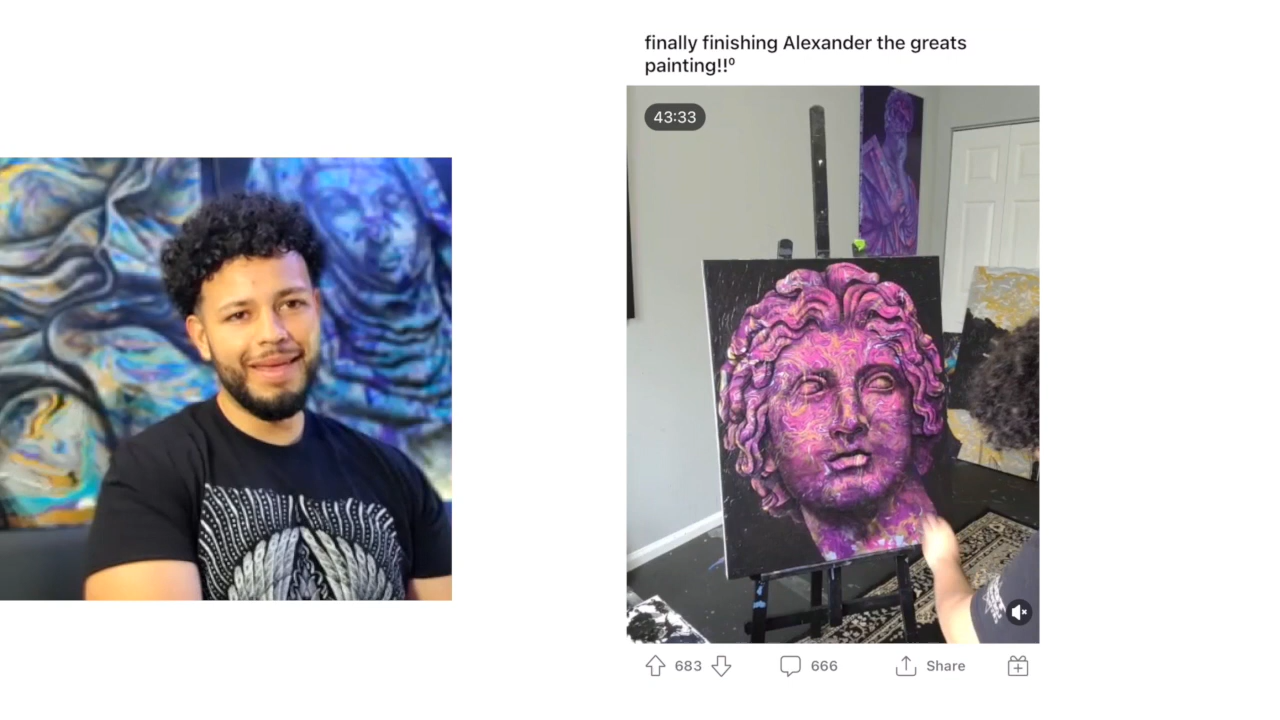 finally finishing Alexander the greats
painting!!⁰
43:33
683
666
Share